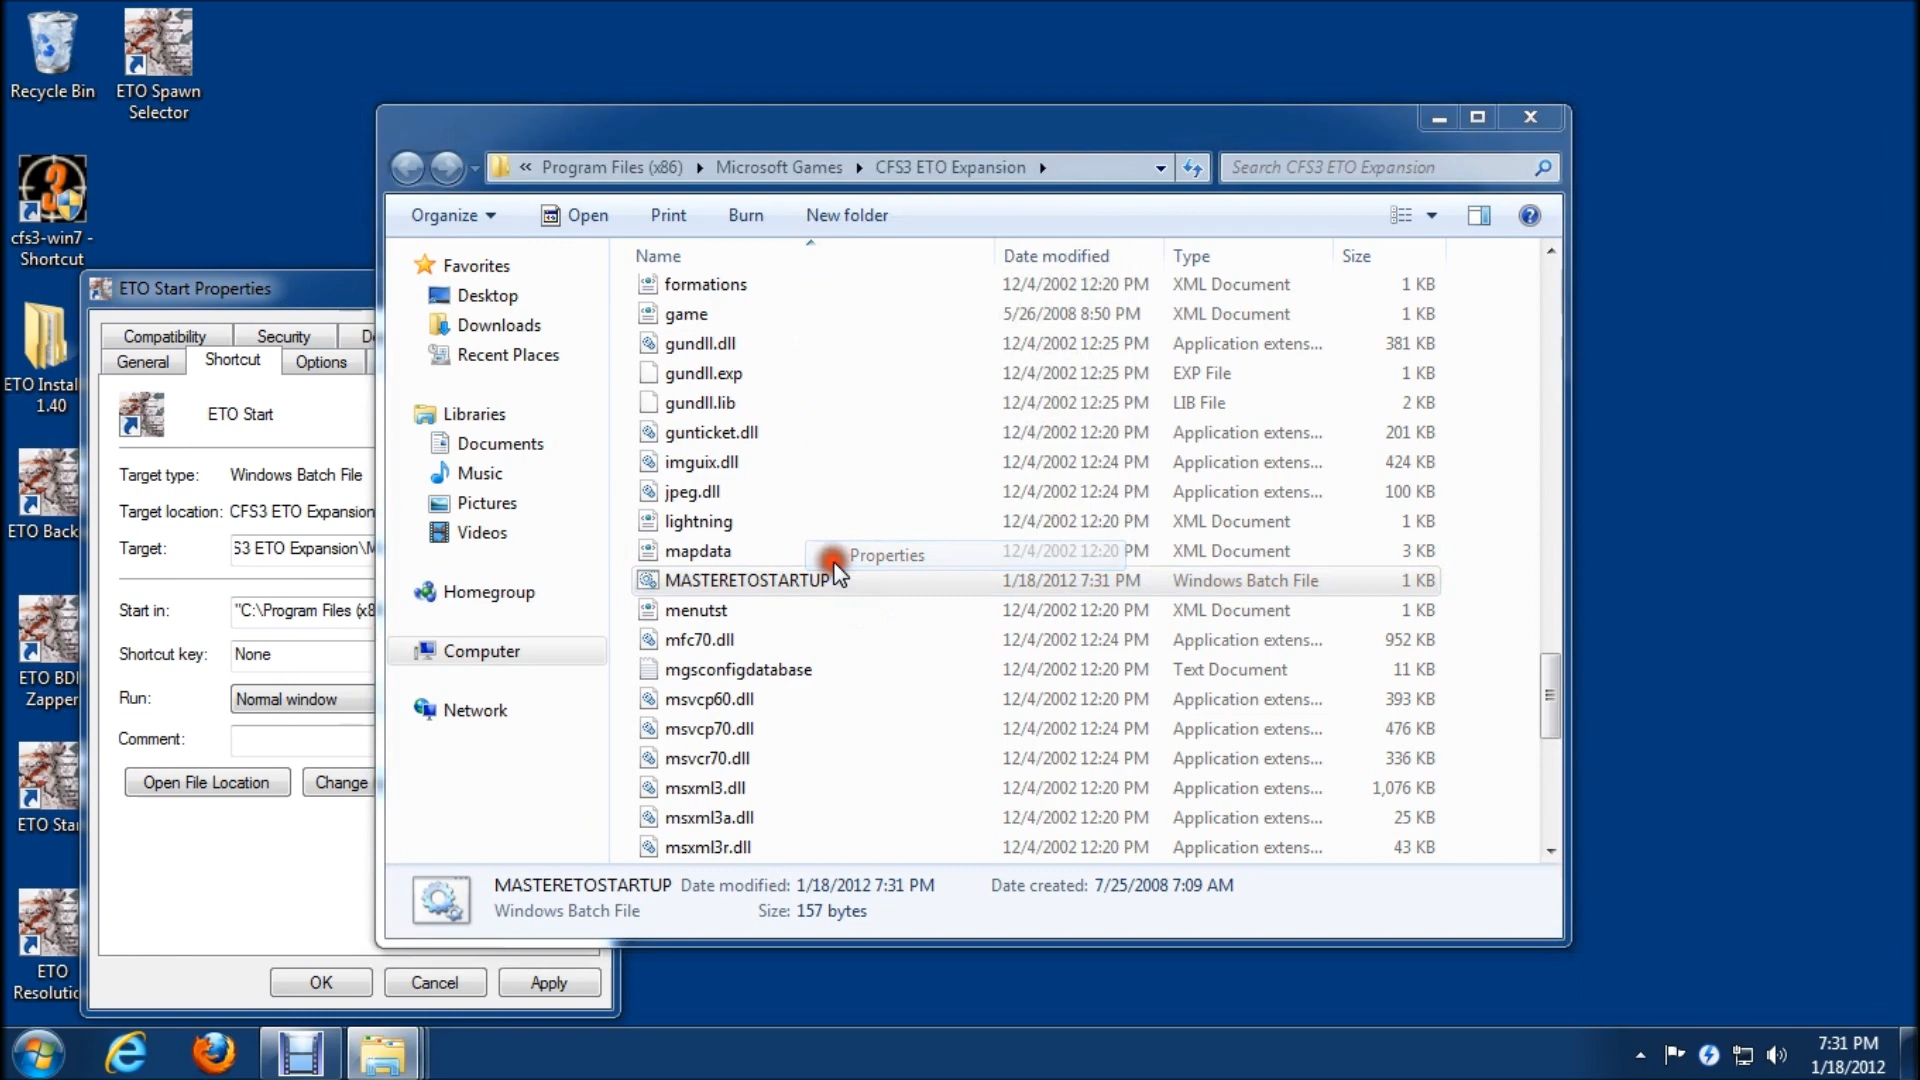 Recycle Bin
ETO Spawn
Selector
cfs3-win7 -
Shortcut
ETO Instal
1.40
ETO Back
ETO BDI
Zapper
ETO Star
ETO
Resolutio
ETO Start Properties
Compatibility
Security
General
Shortcut
Options
ETO Start
Target type: Windows Batch File
Target location: CFS3 ETO Expansion
Target: S3 ETO Expansion\M
Start in: "C:\Program Files (x8
Shortcut key: None
Run: Normal window
Comment:
Open File Location
Change
OK
Cancel
Apply
« Program Files (x86) Microsoft Games CFS3 ETO Expansion
Search CFS3 ETO Expansion
Organize Open Print Burn New folder
Favorites
Desktop
Downloads
Recent Places
Libraries
Documents
Music
Pictures
Videos
Homegroup
Computer
Network
Name Date modified Type Size
formations 12/4/2002 12:20 PM XML Document 1 KB
game 5/26/2008 8:50 PM XML Document 1 KB
gundll.dll 12/4/2002 12:25 PM Application extens... 381 KB
gundll.exp 12/4/2002 12:25 PM EXP File 1 KB
gundll.lib 12/4/2002 12:25 PM LIB File 2 KB
gunticket.dll 12/4/2002 12:20 PM Application extens... 201 KB
imguix.dll 12/4/2002 12:24 PM Application extens... 424 KB
jpeg.dll 12/4/2002 12:24 PM Application extens... 100 KB
lightning 12/4/2002 12:20 PM XML Document 1 KB
mapdata 12/4/2002 12:20 PM XML Document 3 KB
Properties
MASTERETOSTARTUP 1/18/2012 7:31 PM Windows Batch File 1 KB
menutst 12/4/2002 12:20 PM XML Document 1 KB
mfc70.dll 12/4/2002 12:24 PM Application extens... 952 KB
mgsconfigdatabase 12/4/2002 12:20 PM Text Document 11 KB
msvcp60.dll 12/4/2002 12:20 PM Application extens... 393 KB
msvcp70.dll 12/4/2002 12:24 PM Application extens... 476 KB
msvcr70.dll 12/4/2002 12:24 PM Application extens... 336 KB
msxml3.dll 12/4/2002 12:20 PM Application extens... 1,076 KB
msxml3a.dll 12/4/2002 12:20 PM Application extens... 25 KB
msxml3r.dll 12/4/2002 12:20 PM Application extens... 43 KB
MASTERETOSTARTUP Date modified: 1/18/2012 7:31 PM Date created: 7/25/2008 7:09 AM
Windows Batch File Size: 157 bytes
7:31 PM
1/18/2012